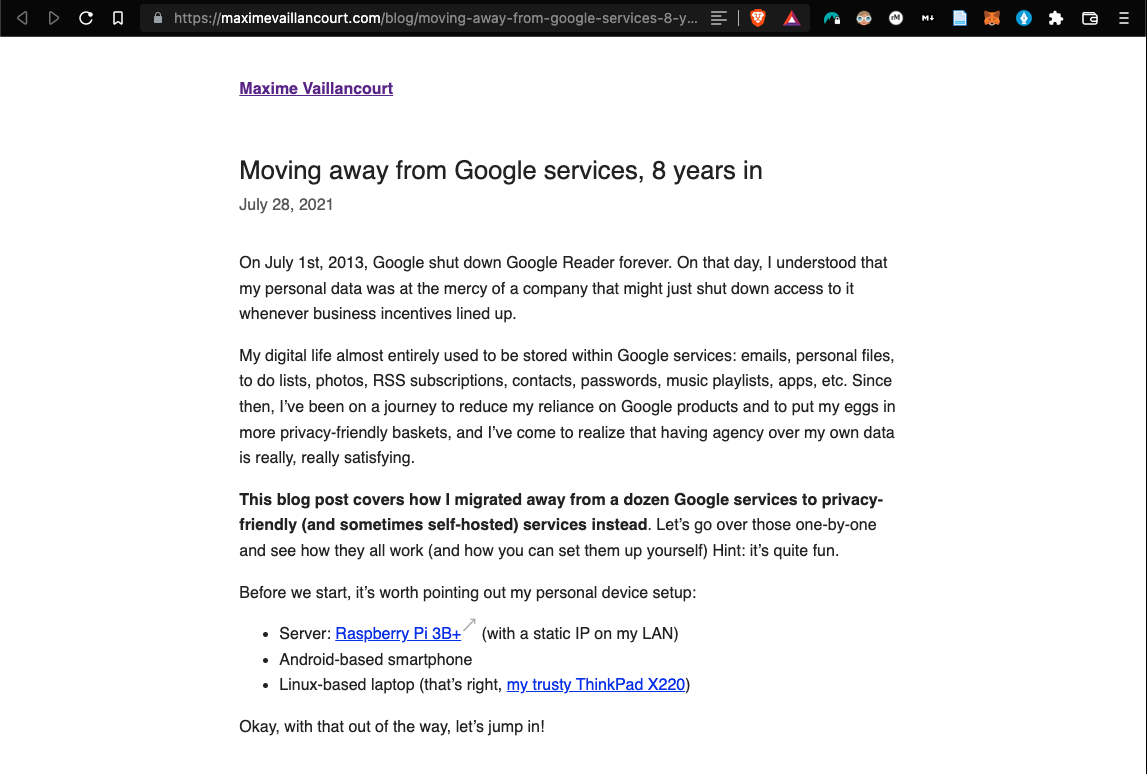 https://maximevaillancourt.com/blog/moving-away-from-google-services-8-y...
rM
M+
Maxime Vaillancourt
Moving away from Google services, 8 years in
July 28, 2021
On July 1st, 2013, Google shut down Google Reader forever. On that day, I understood that
my personal data was at the mercy of a company that might just shut down access to it
whenever business incentives lined up.
My digital life almost entirely used to be stored within Google services: emails, personal files,
to do lists, photos, RSS subscriptions, contacts, passwords, music playlists, apps, etc. Since
then, I’ve been on a journey to reduce my reliance on Google products and to put my eggs in
more privacy-friendly baskets, and I’ve come to realize that having agency over my own data
is really, really satisfying.
This blog post covers how I migrated away from a dozen Google services to privacy-
friendly (and sometimes self-hosted) services instead. Let’s go over those one-by-one
and see how they all work (and how you can set them up yourself) Hint: it’s quite fun.
Before we start, it’s worth pointing out my personal device setup:
• Server: Raspberry Pi 3B+ (with a static IP on my LAN)
• Android-based smartphone
• Linux-based laptop (that’s right, my trusty ThinkPad X220)
Okay, with that out of the way, let’s jump in!